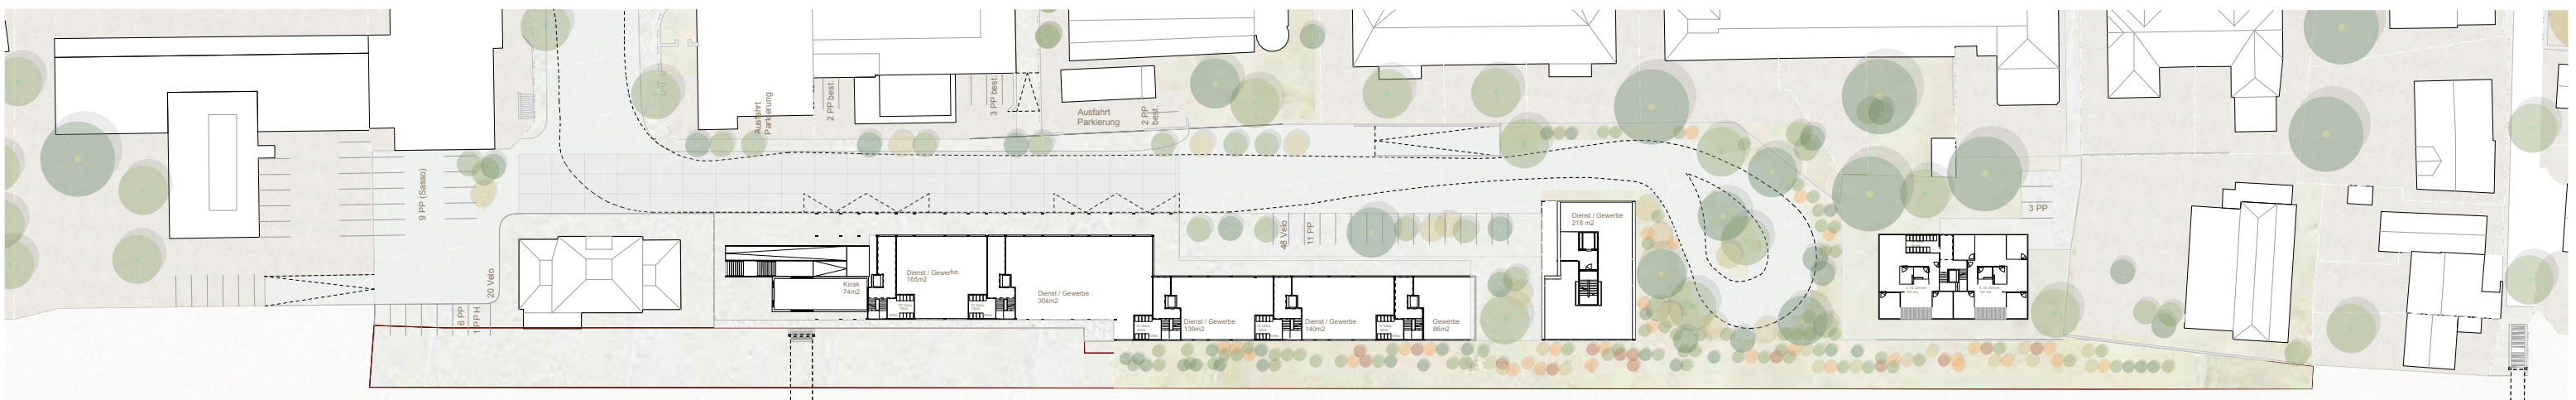 Ausfahrt
Parkierung
2 PP best.
3 PP best.
Ausfahrt
Parkierung
2 PP
best.
9 PP (Sasso)
20 Velo
6 PP
1 PP H
Kiosk
74m2
Dienst / Gewerbe
165m2
Dienst / Gewerbe
304m2
Dienst / Gewerbe
139m2
Dienst / Gewerbe
140m2
Gewerbe
86m2
48 Velo
11 PP
Dienst / Gewerbe
218 m2
3 PP